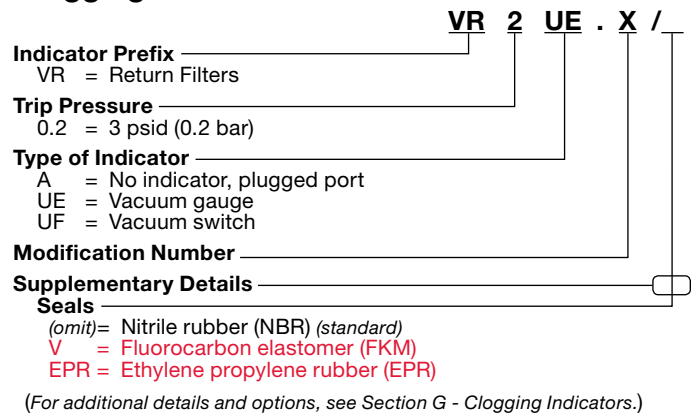 VR 2 UE . X /
Indicator Prefix
VR = Return Filters
Trip Pressure
0.2 = 3 psid (0.2 bar)
Type of Indicator
A = No indicator, plugged port
UE = Vacuum gauge
UF = Vacuum switch
Modification Number
Supplementary Details
Seals
(omit)= Nitrile rubber (NBR) (standard)
V = Fluorocarbon elastomer (FKM)
EPR = Ethylene propylene rubber (EPR)
(For additional details and options, see Section G - Clogging Indicators.)